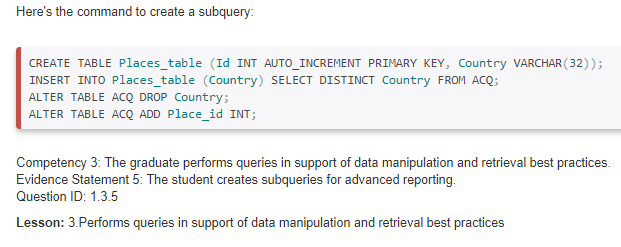 Here's the command to create a subquery:
CREATE TABLE Places_table (Id INT AUTO_INCREMENT PRIMARY KEY, Country VARCHAR(32));
INSERT INTO Places_table (Country) SELECT DISTINCT Country FROM ACQ;
ALTER TABLE ACQ DROP Country;
ALTER TABLE ACQ ADD Place_id INT;
Competency 3: The graduate performs queries in support of data manipulation and retrieval best practices.
Evidence Statement 5: The student creates subqueries for advanced reporting.
Question ID: 1.3.5
Lesson: 3.Performs queries in support of data manipulation and retrieval best practices